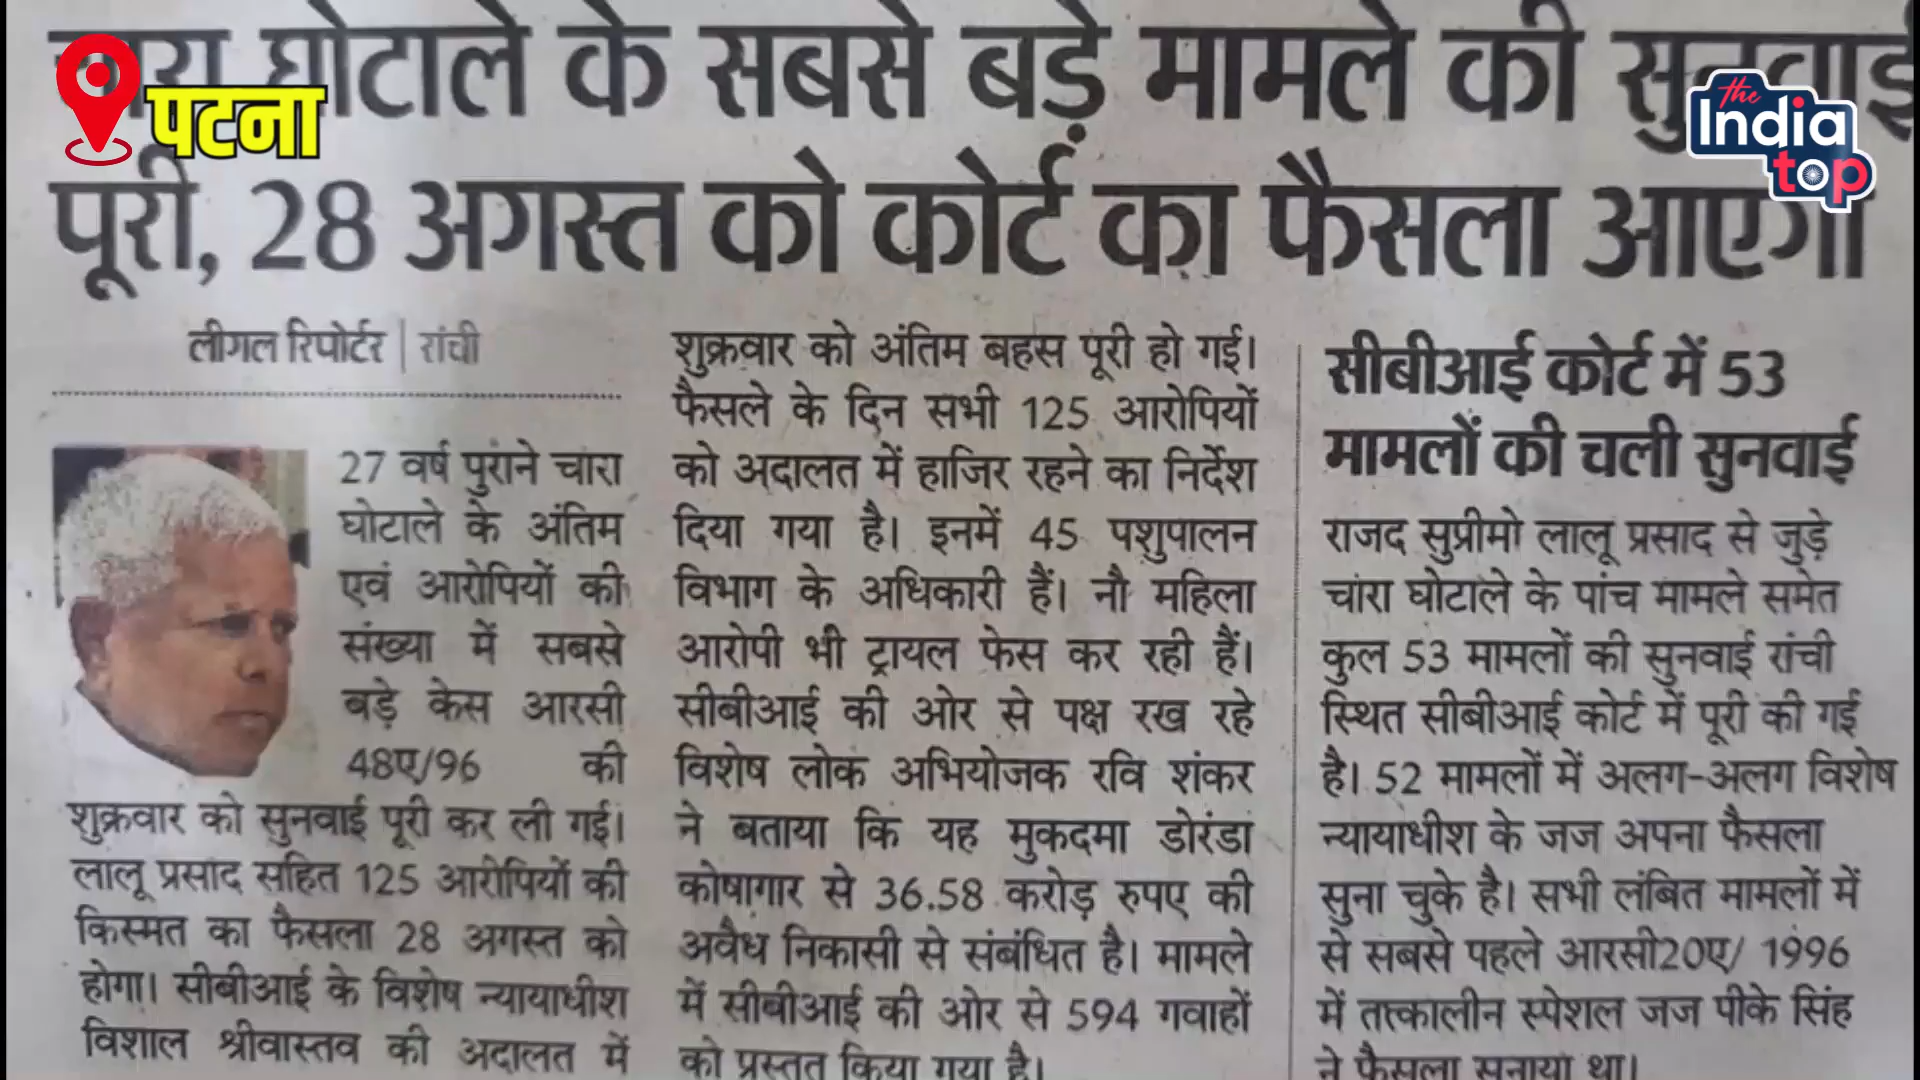 चारा घोटाले के सबसे बड़े मामले की सुनवाई
पूरी, 28 अगस्त को कोर्ट का फैसला आएगा
पटना
the
India
top
लीगल रिपोर्टर | रांची
27 वर्ष पुराने चारा
घोटाले के अंतिम
एवं आरोपियों की
संख्या में सबसे
बड़े केस आरसी
48ए/96 की
शुक्रवार को सुनवाई पूरी कर ली गई।
लालू प्रसाद सहित 125 आरोपियों की
किस्मत का फैसला 28 अगस्त को
होगा। सीबीआई के विशेष न्यायाधीश
विशाल श्रीवास्तव की अदालत में
शुक्रवार को अंतिम बहस पूरी हो गई।
फैसले के दिन सभी 125 आरोपियों
को अदालत में हाजिर रहने का निर्देश
दिया गया है। इनमें 45 पशुपालन
विभाग के अधिकारी हैं। नौ महिला
आरोपी भी ट्रायल फेस कर रही हैं।
सीबीआई की ओर से पक्ष रख रहे
विशेष लोक अभियोजक रवि शंकर
ने बताया कि यह मुकदमा डोरंडा
कोषागार से 36.58 करोड़ रुपए की
अवैध निकासी से संबंधित है। मामले
में सीबीआई की ओर से 594 गवाहों
को प्रस्तुत किया गया है।
सीबीआई कोर्ट में 53
मामलों की चली सुनवाई
राजद सुप्रीमो लालू प्रसाद से जुड़े
चारा घोटाले के पांच मामले समेत
कुल 53 मामलों की सुनवाई रांची
स्थित सीबीआई कोर्ट में पूरी की गई
है। 52 मामलों में अलग-अलग विशेष
न्यायाधीश के जज अपना फैसला
सुना चुके है। सभी लंबित मामलों में
से सबसे पहले आरसी20ए/ 1996
में तत्कालीन स्पेशल जज पीके सिंह
ने फैसला सुनाया था।